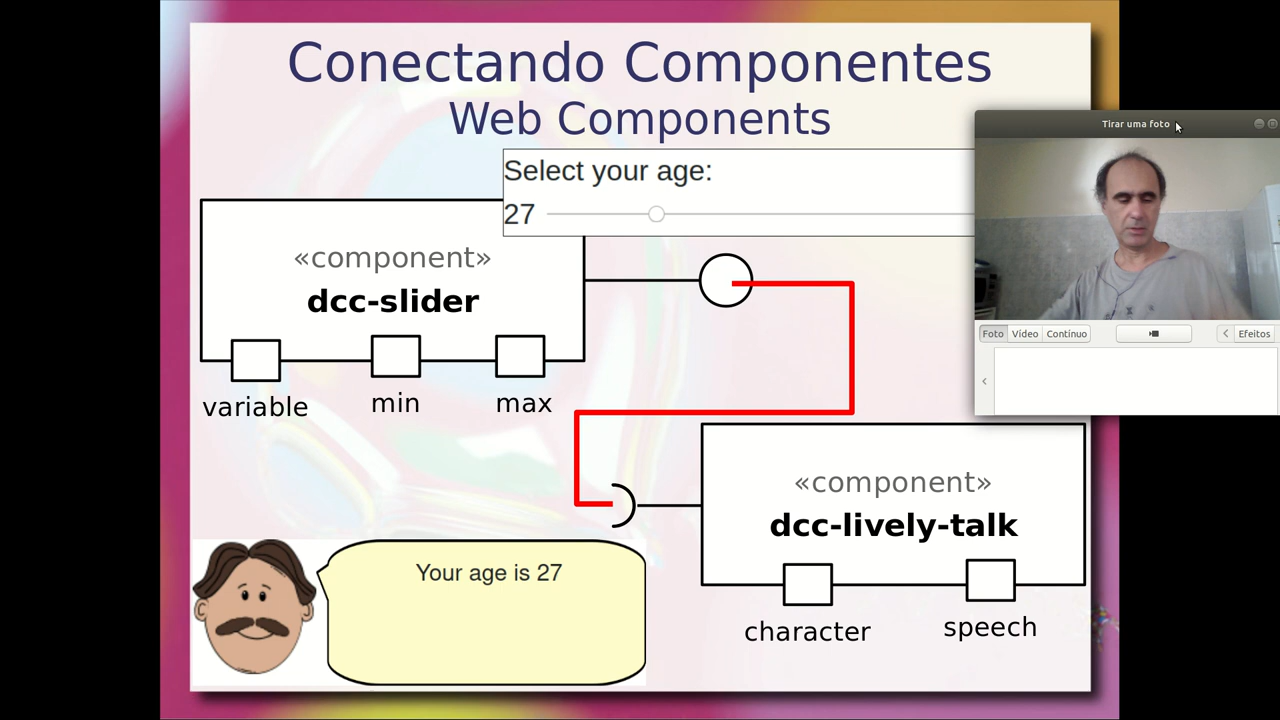 Conectando Componentes
Web Components
Tirar uma foto
Select your age:
27
«component»
dcc-slider
variable
min
max
Foto
Vídeo
Contínuo
Efeitos
«component»
dcc-lively-talk
character
speech
Your age is 27